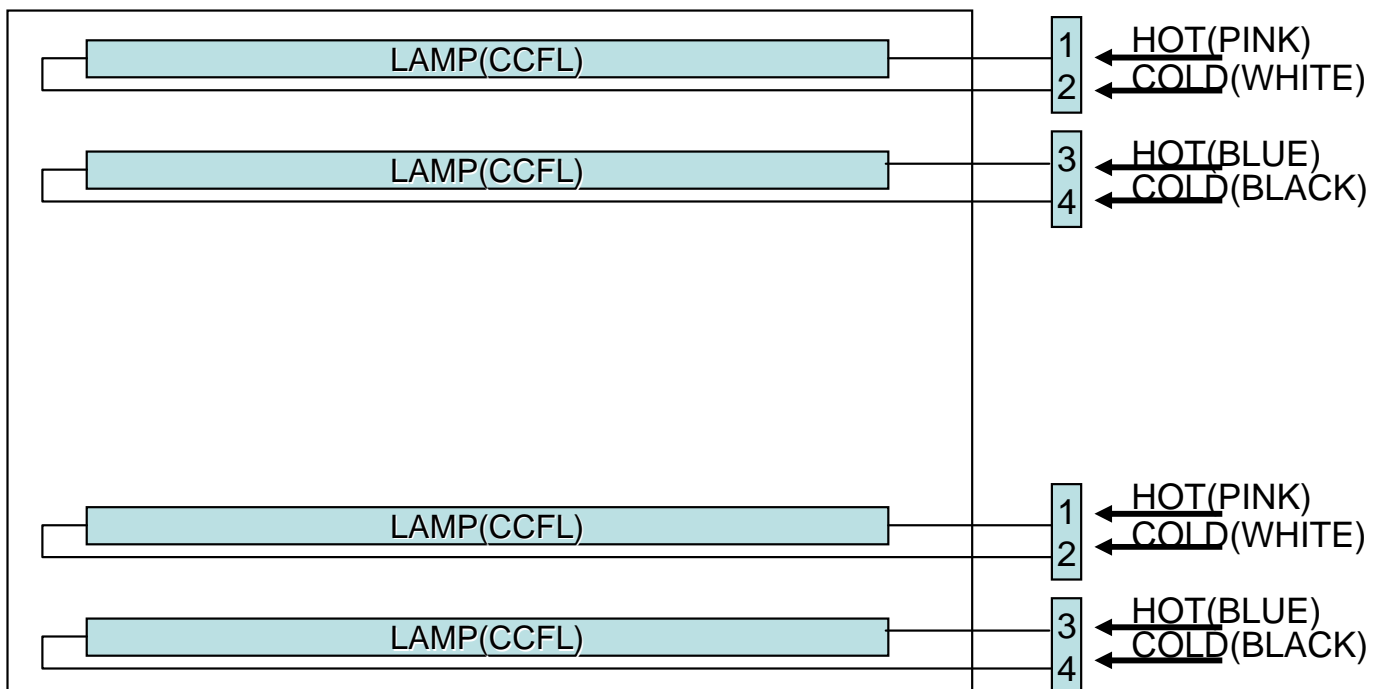 LAMP(CCFL) 1 HOT(PINK)
2 COLD(WHITE)
LAMP(CCFL) 3 HOT(BLUE)
4 COLD(BLACK)
LAMP(CCFL) 1 HOT(PINK)
2 COLD(WHITE)
LAMP(CCFL) 3 HOT(BLUE)
4 COLD(BLACK)